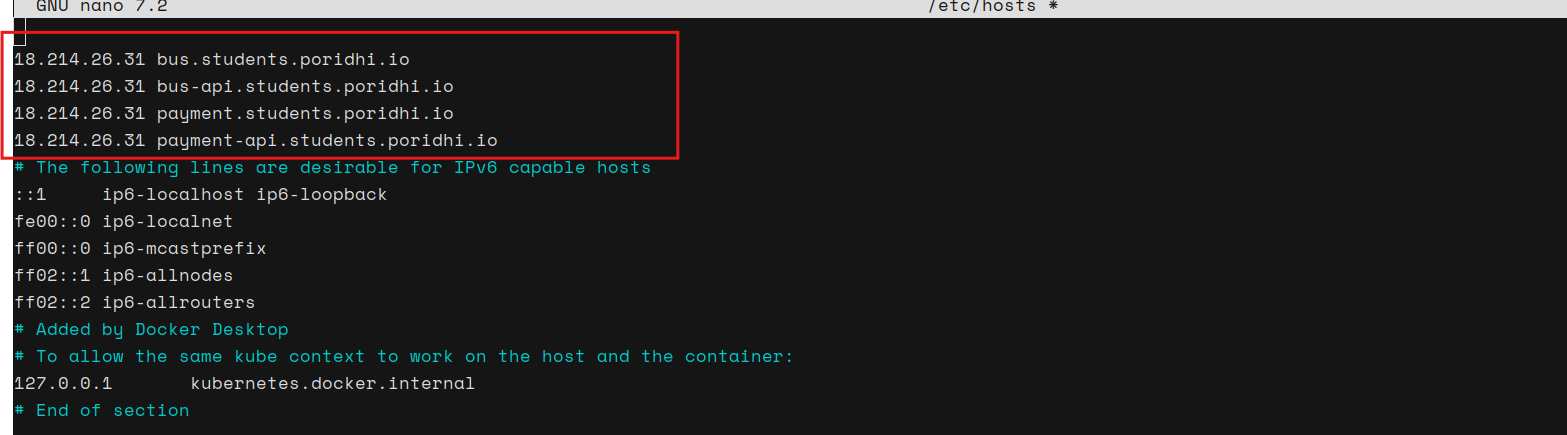 GNU nano 7.2 /etc/hosts *
18.214.26.31 bus.students.poridhi.io
18.214.26.31 bus-api.students.poridhi.io
18.214.26.31 payment.students.poridhi.io
18.214.26.31 payment-api.students.poridhi.io
# The following lines are desirable for IPv6 capable hosts
::1     ip6-localhost ip6-loopback
fe00::0 ip6-localnet
ff00::0 ip6-mcastprefix
ff02::1 ip6-allnodes
ff02::2 ip6-allrouters
# Added by Docker Desktop
# To allow the same kube context to work on the host and the container:
127.0.0.1       kubernetes.docker.internal
# End of section